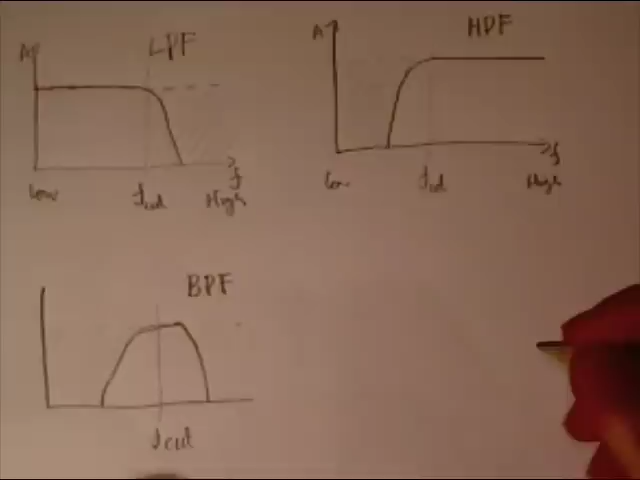 A LPF
f
Low fcut High
A HPF
f
Low fcut High
BPF
fcut